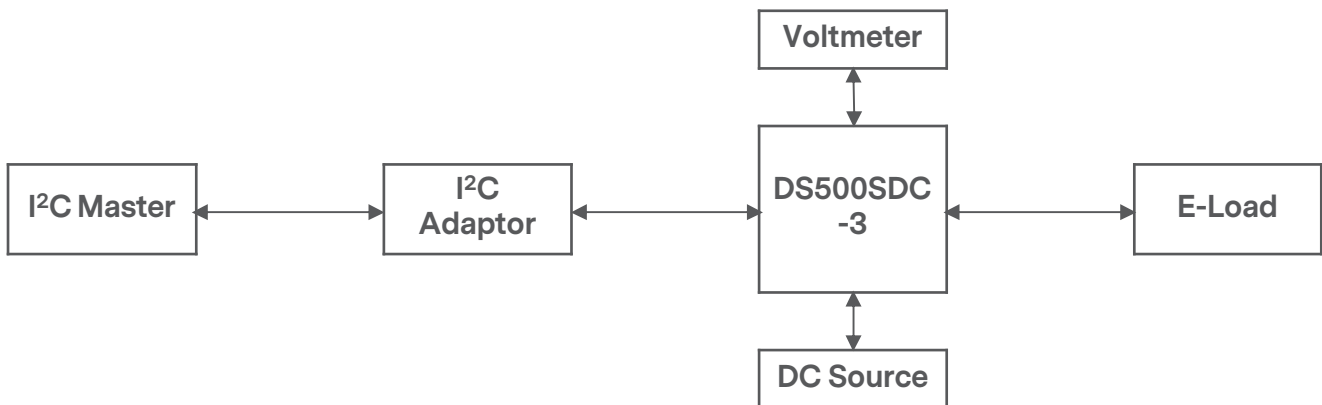 Voltmeter
I²C Master
I²C
Adaptor
DS500SDC
-3
E-Load
DC Source